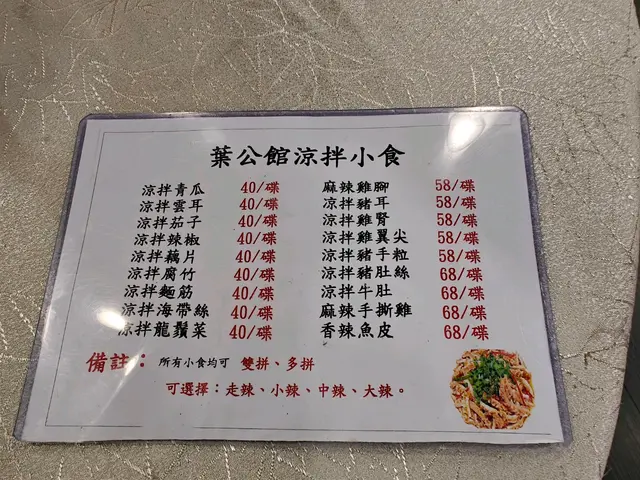 葉公館涼拌小食
涼拌青瓜 40/碟
涼拌雲耳 40/碟
涼拌茄子 40/碟
涼拌辣椒 40/碟
涼拌藕片 40/碟
涼拌腐竹 40/碟
涼拌麵筋 40/碟
涼拌海帶絲 40/碟
涼拌龍鬚菜 40/碟
麻辣雞腳 58/碟
涼拌豬耳 58/碟
涼拌雞腎 58/碟
涼拌雞翼尖 58/碟
涼拌豬手粒 58/碟
涼拌豬肚絲 68/碟
涼拌牛肚 68/碟
麻辣手撕雞 68/碟
香辣魚皮 68/碟
備註： 所有小食均可 雙拼、多拼
可選擇：走辣、小辣、中辣、大辣。